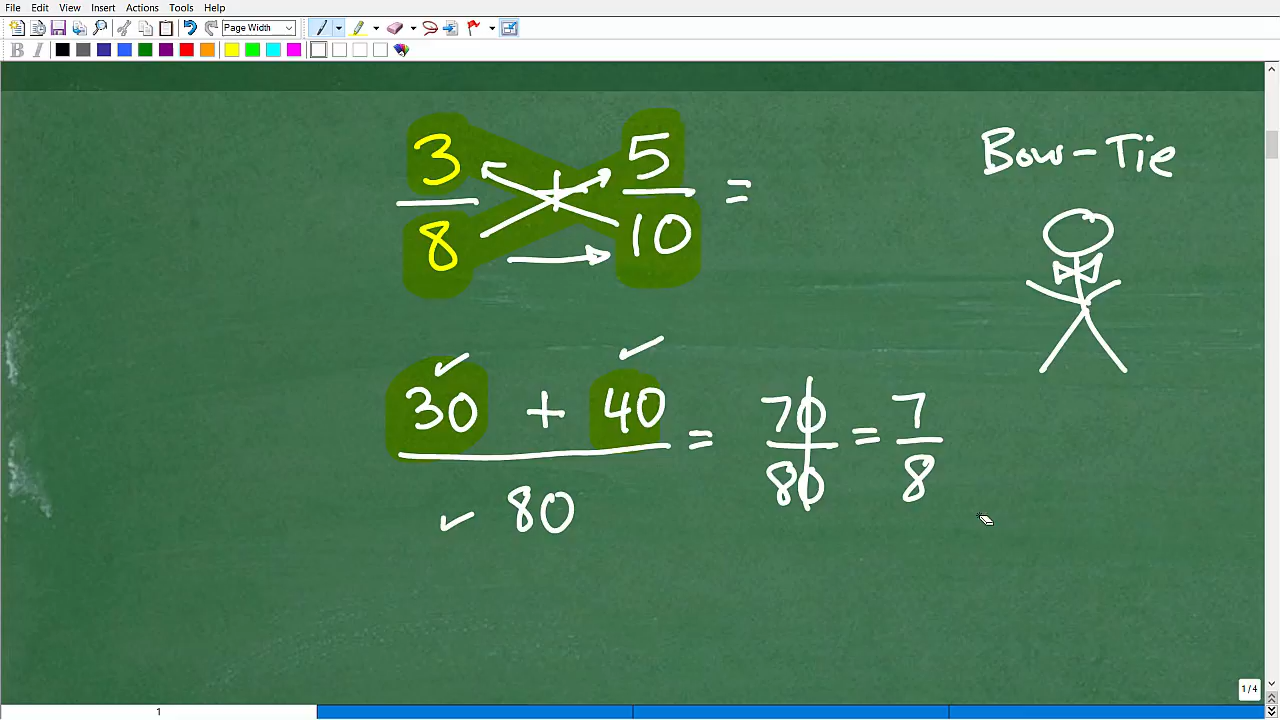 File Edit View Insert Actions Tools Help
Page Width
B I
3 5
+ =
8 10
Bow-Tie
30 + 40 = 70 = 7
80 80 8
1/4
1